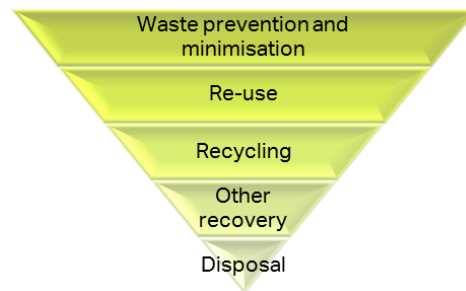 Waste prevention and
minimisation
Re-use
Recycling
Other
recovery
Disposal